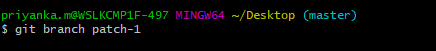 priyanka.m@WSLKCMP1F-497 MINGW64 ~/Desktop (master)
$ git branch patch-1